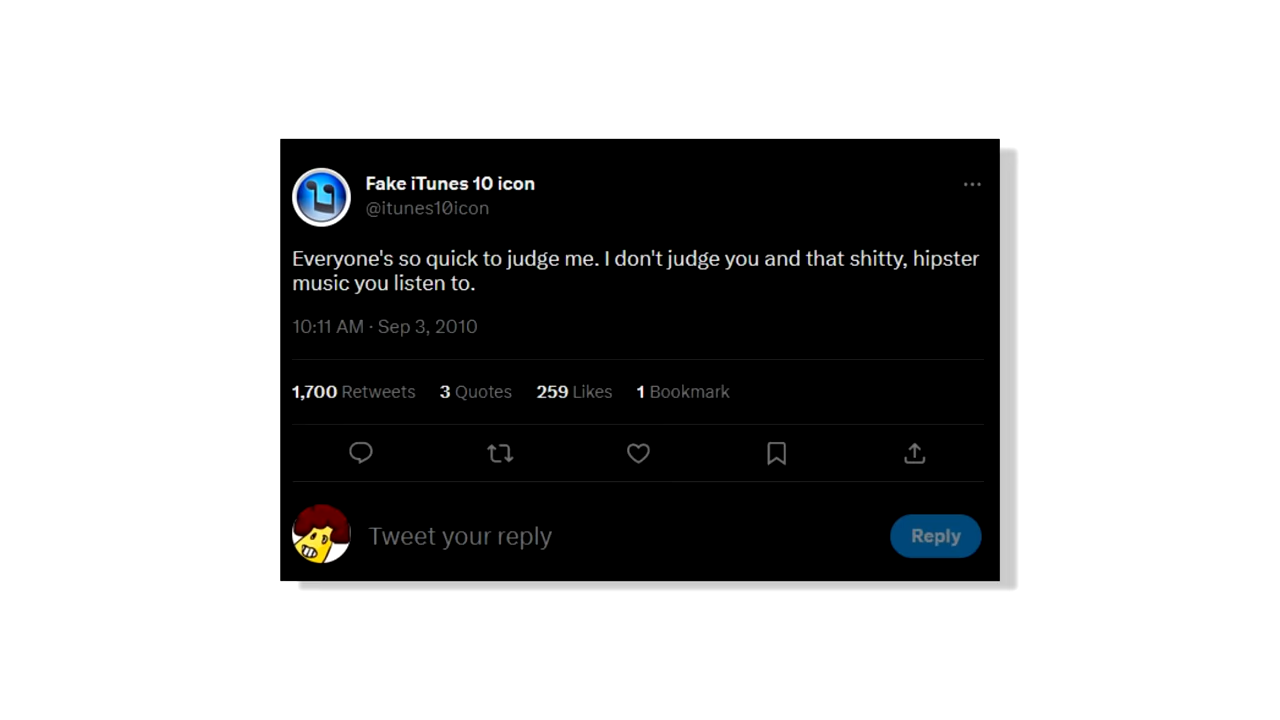 Fake iTunes 10 icon
@itunes10icon
Everyone's so quick to judge me. I don't judge you and that shitty, hipster
music you listen to.
10:11 AM · Sep 3, 2010
1,700 Retweets 3 Quotes 259 Likes 1 Bookmark
Tweet your reply
Reply